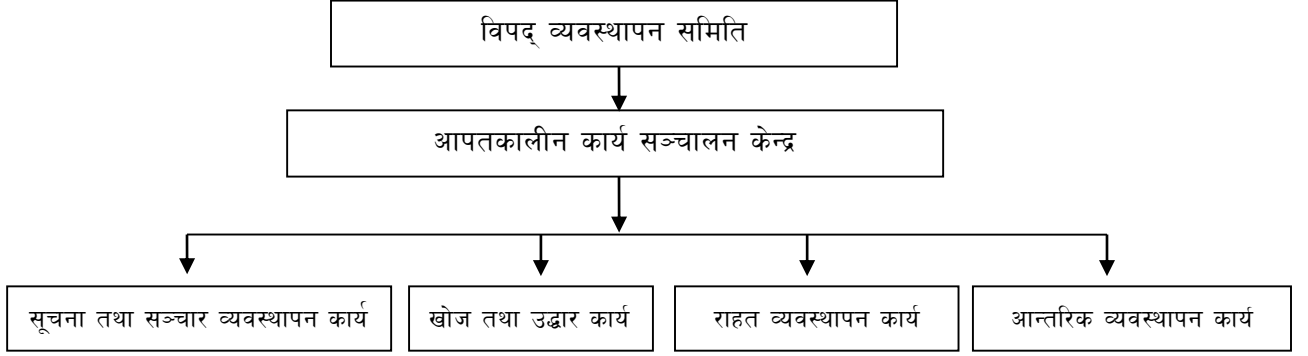 विपद् व्यवस्थापन समिति
आपतकालीन कार्य सञ्चालन केन्द्र
सूचना तथा सञ्चार व्यवस्थापन कार्य
खोज तथा उद्धार कार्य
राहत व्यवस्थापन कार्य
आन्तरिक व्यवस्थापन कार्य